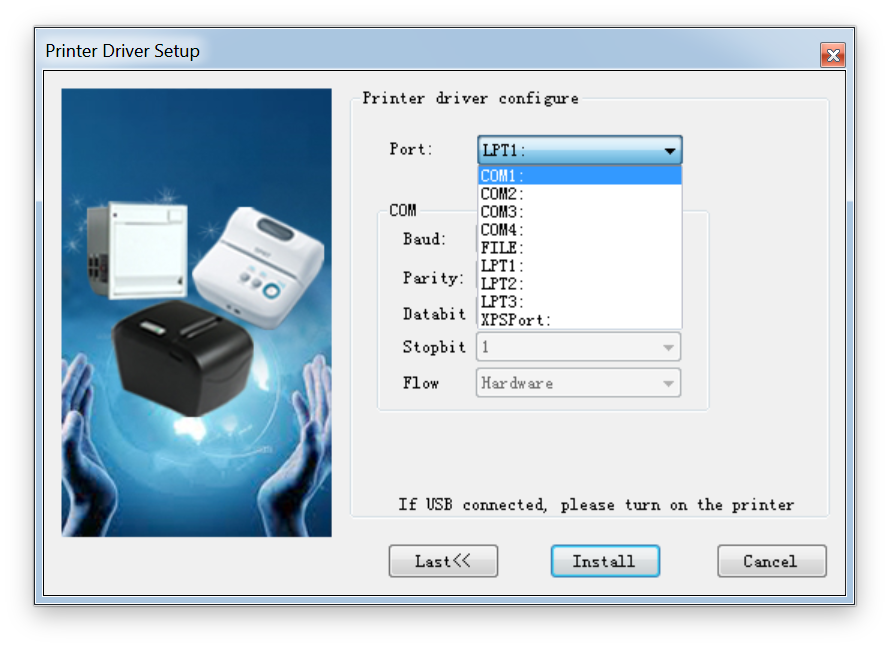 Printer Driver Setup
Printer driver configure
Port: LPT1:
COM1:
COM2:
COM3:
COM4:
FILE:
LPT1:
LPT2:
LPT3:
XPSPort:
COM
Baud:
Parity:
Databit
Stopbit 1
Flow Hardware
If USB connected, please turn on the printer
Last<< Install Cancel